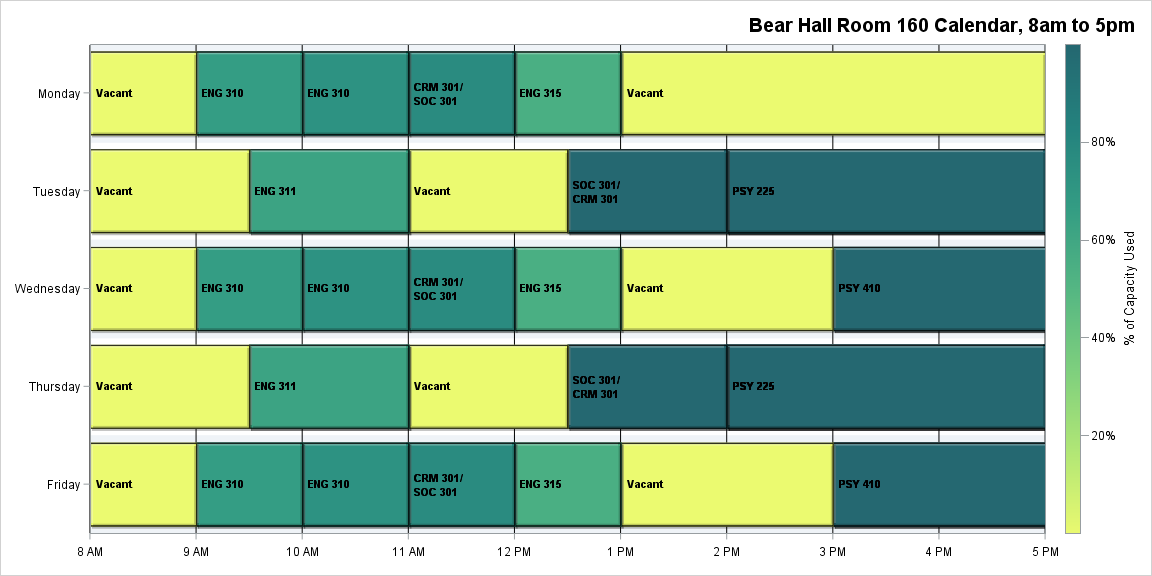 Bear Hall Room 160 Calendar, 8am to 5pm
Monday
Vacant
ENG 310
ENG 310
CRM 301/
SOC 301
ENG 315
Vacant
Tuesday
Vacant
ENG 311
Vacant
SOC 301/
CRM 301
PSY 225
Wednesday
Vacant
ENG 310
ENG 310
CRM 301/
SOC 301
ENG 315
Vacant
PSY 410
Thursday
Vacant
ENG 311
Vacant
SOC 301/
CRM 301
PSY 225
Friday
Vacant
ENG 310
ENG 310
CRM 301/
SOC 301
ENG 315
Vacant
PSY 410
8 AM
9 AM
10 AM
11 AM
12 PM
1 PM
2 PM
3 PM
4 PM
5 PM
80%
60%
40%
20%
% of Capacity Used